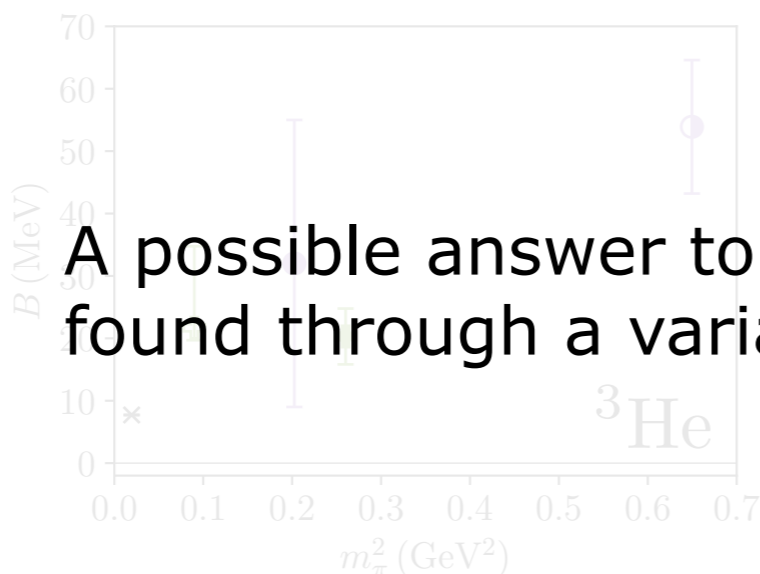 70
60
50
40
30
20
10
0
B (MeV)
A possible answer to
found through a varia
³He
0.0 0.1 0.2 0.3 0.4 0.5 0.6 0.7
m²π (GeV²)